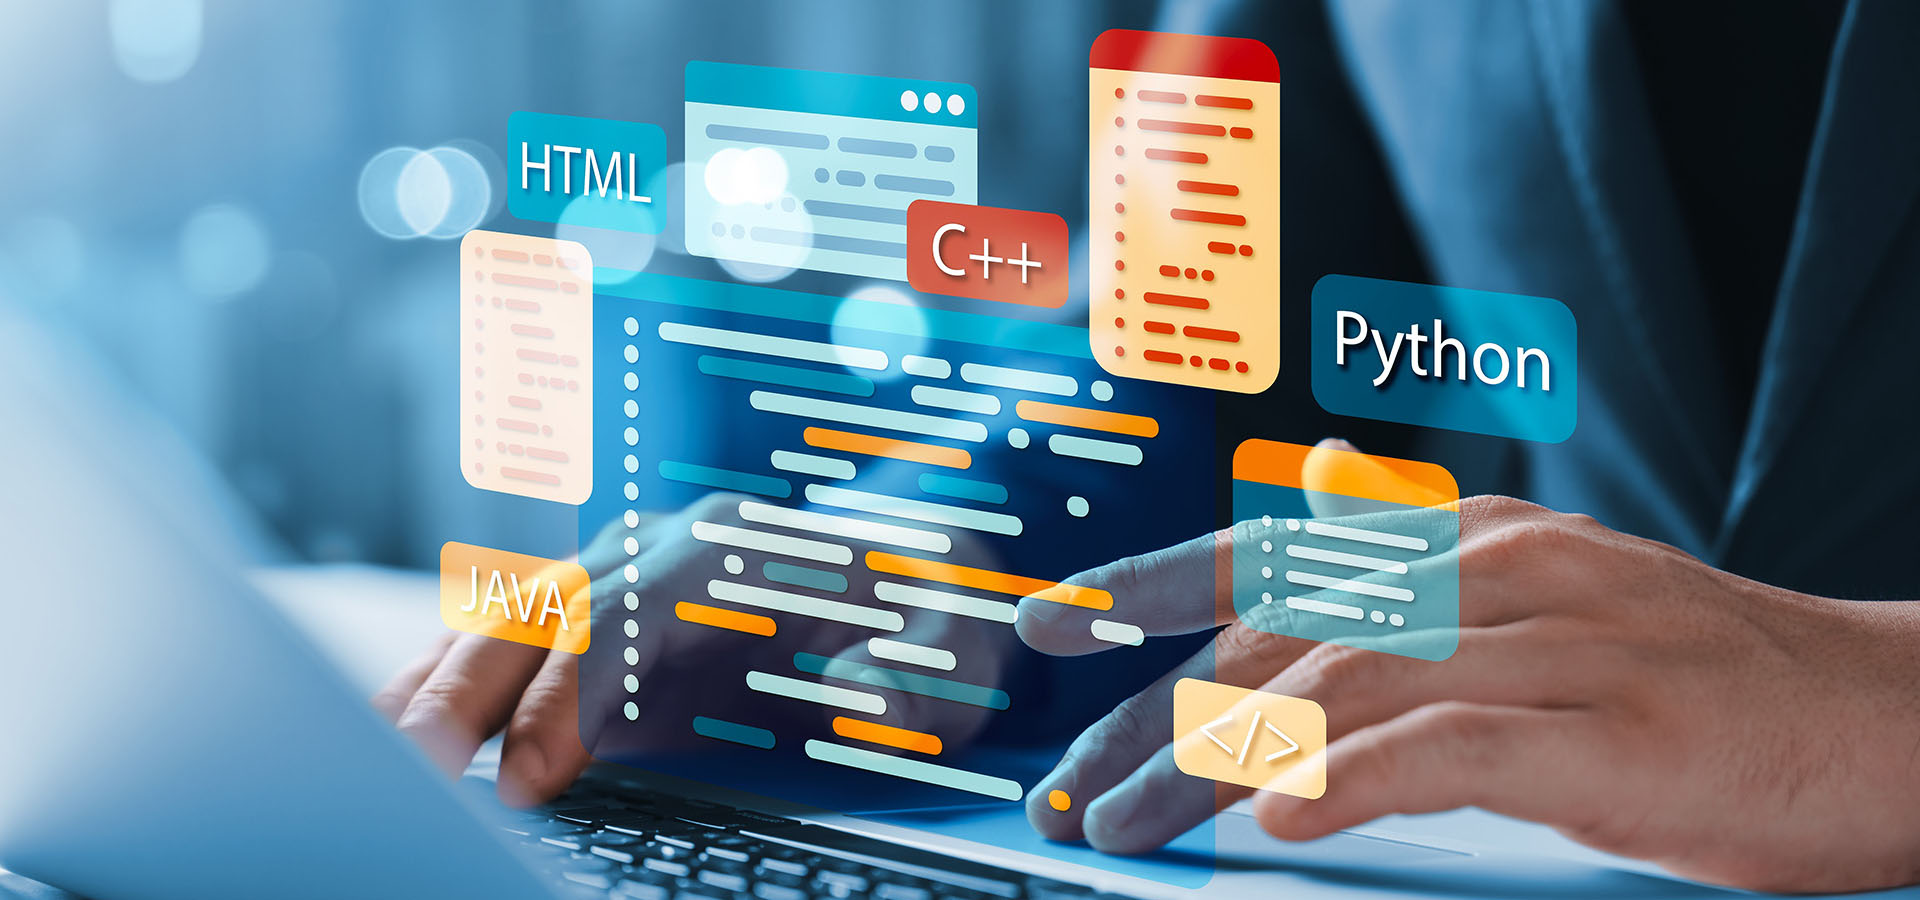 HTML
C++
Python
JAVA
</>